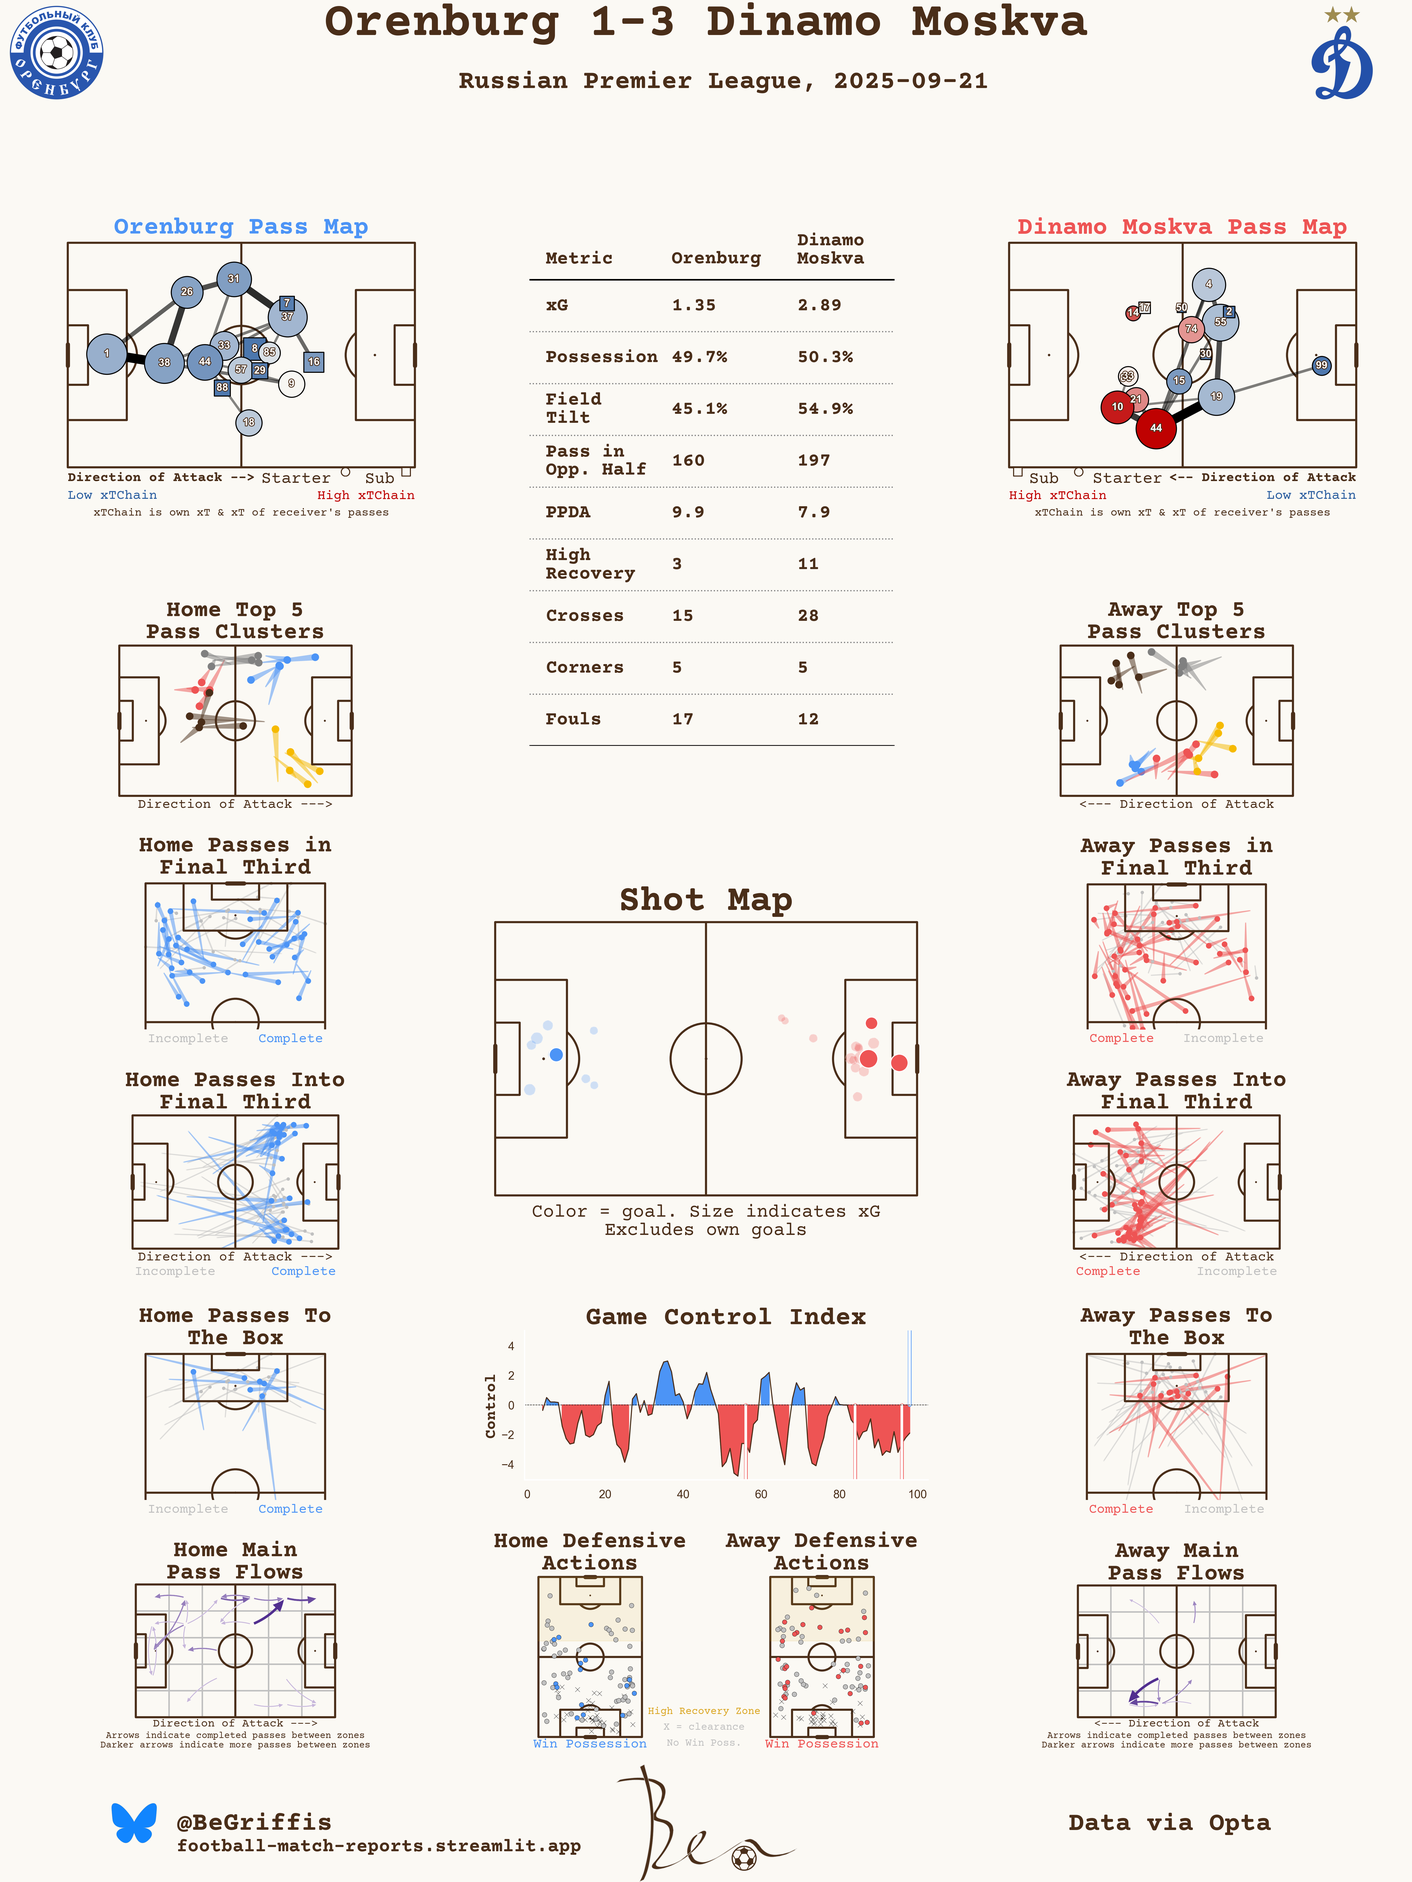 Orenburg 1-3 Dinamo Moskva
Russian Premier League, 2025-09-21
ФУТБОЛЬНЫЙ КЛУБ
ОРЕНБУРГ
Orenburg Pass Map
1
38
26
31
7
37
33
44
8
85
57
29
16
9
88
18
Direction of Attack --> Starter Sub
Low xTChain High xTChain
xTChain is own xT & xT of receiver's passes
Metric Orenburg Dinamo Moskva
xG 1.35 2.89
Possession 49.7% 50.3%
Field Tilt 45.1% 54.9%
Pass in Opp. Half 160 197
PPDA 9.9 7.9
High Recovery 3 11
Crosses 15 28
Corners 5 5
Fouls 17 12
Dinamo Moskva Pass Map
4
14
17
50
2
55
74
30
99
33
15
10
21
19
44
Sub Starter <-- Direction of Attack
High xTChain Low xTChain
xTChain is own xT & xT of receiver's passes
Home Top 5
Pass Clusters
Direction of Attack --->
Away Top 5
Pass Clusters
<--- Direction of Attack
Home Passes in
Final Third
Incomplete Complete
Away Passes in
Final Third
Complete Incomplete
Shot Map
Color = goal. Size indicates xG
Excludes own goals
Home Passes Into
Final Third
Direction of Attack --->
Incomplete Complete
Away Passes Into
Final Third
<--- Direction of Attack
Complete Incomplete
Home Passes To
The Box
Incomplete Complete
Game Control Index
Control
4
2
0
−2
−4
0 20 40 60 80 100
Away Passes To
The Box
Complete Incomplete
Home Main
Pass Flows
Direction of Attack --->
Arrows indicate completed passes between zones
Darker arrows indicate more passes between zones
Home Defensive
Actions
Win Possession
High Recovery Zone
X = clearance
No Win Poss.
Away Defensive
Actions
Win Possession
Away Main
Pass Flows
<--- Direction of Attack
Arrows indicate completed passes between zones
Darker arrows indicate more passes between zones
@BeGriffis
football-match-reports.streamlit.app
Ben
Data via Opta